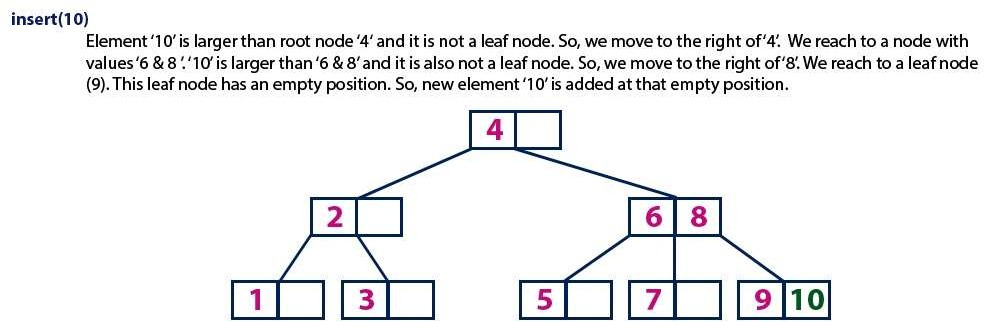 insert(10)
Element ‘10’ is larger than root node ‘4‘ and it is not a leaf node. So, we move to the right of ‘4’.  We reach to a node with
values ‘6 & 8 ’. ‘10’ is larger than ‘6 & 8’ and it is also not a leaf node. So, we move to the right of ‘8’. We reach to a leaf node
(9). This leaf node has an empty position. So, new element ‘10’ is added at that empty position.
4
2 6 8
1 3 5 7 9 10